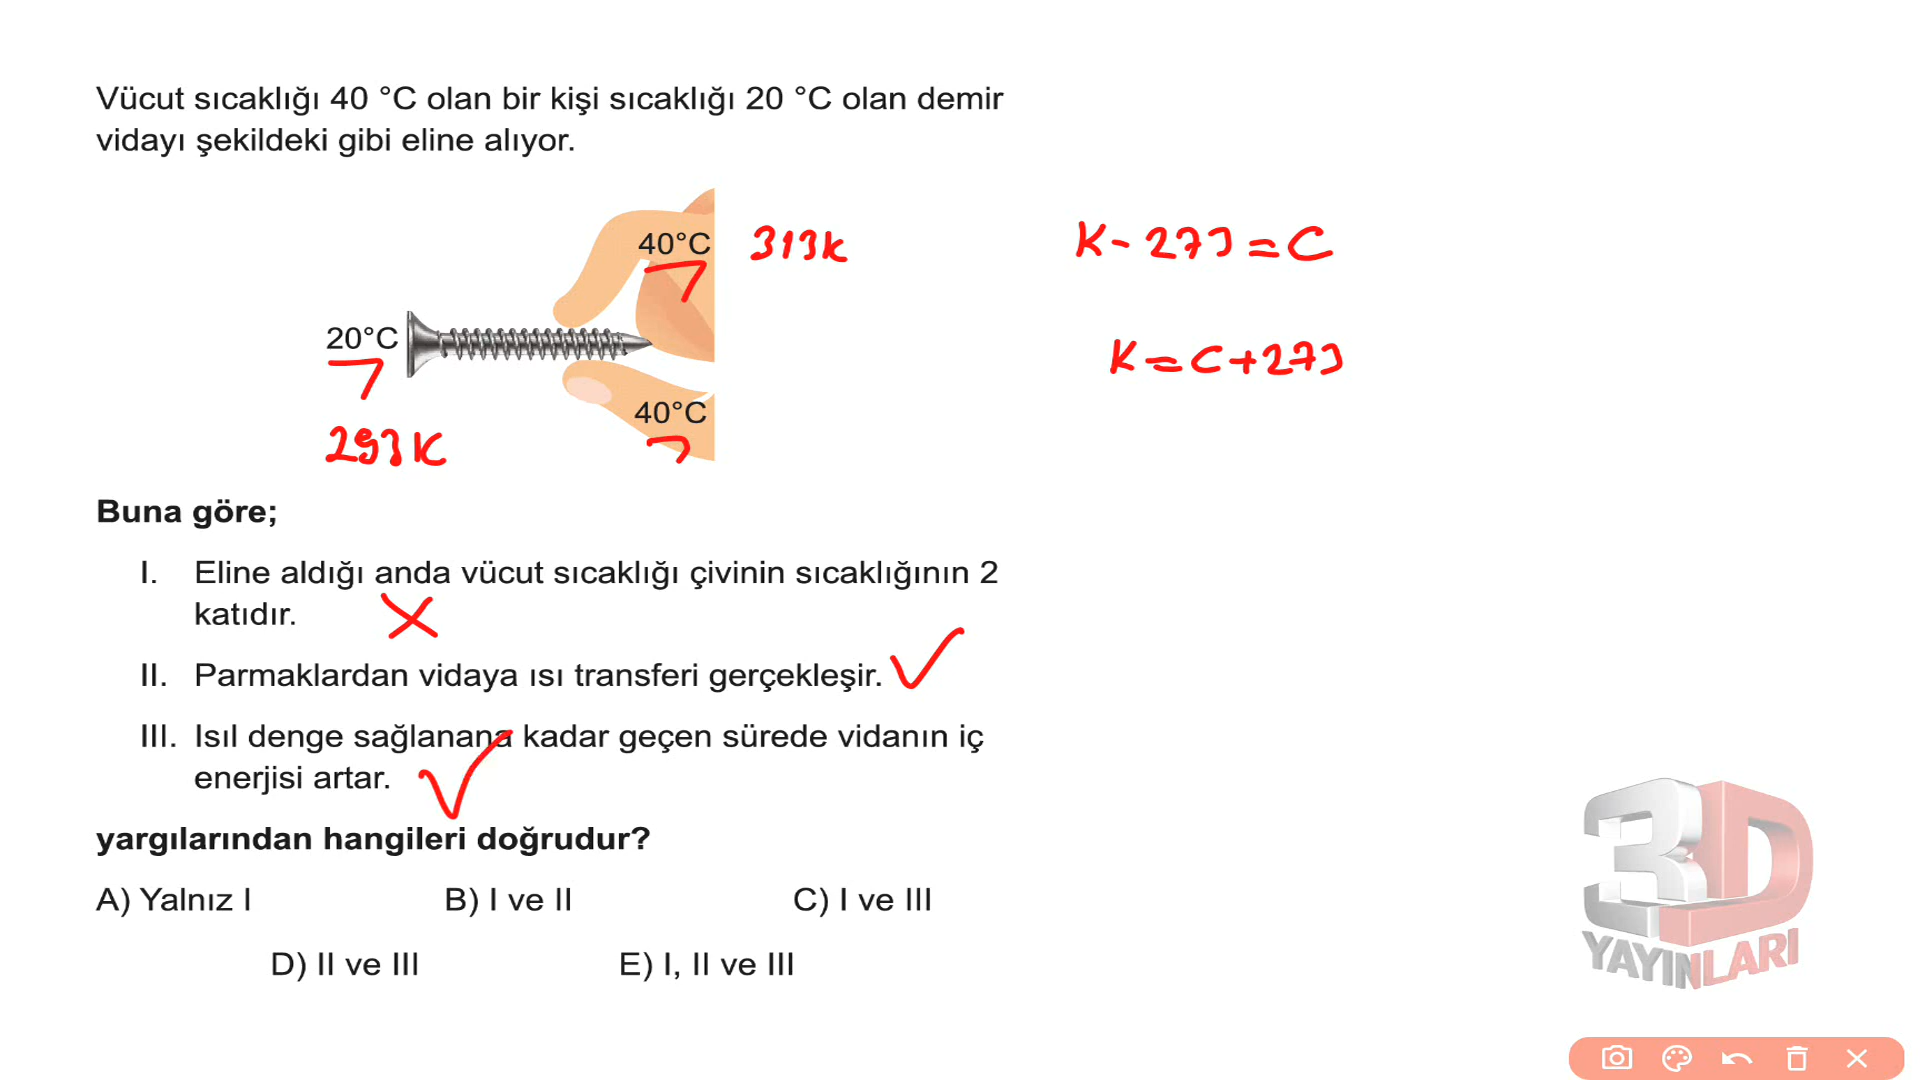 Vücut sıcaklığı 40 °C olan bir kişi sıcaklığı 20 °C olan demir
vidayı şekildeki gibi eline alıyor.
40°C
313K
K-273=C
20°C
K=C+273
40°C
293K
Buna göre;
I. Eline aldığı anda vücut sıcaklığı çivinin sıcaklığının 2
katıdır.
II. Parmaklardan vidaya ısı transferi gerçekleşir.
III. Isıl denge sağlanana kadar geçen sürede vidanın iç
enerjisi artar.
yargılarından hangileri doğrudur?
A) Yalnız I B) I ve II C) I ve III
D) II ve III E) I, II ve III
3D
YAYINLARI